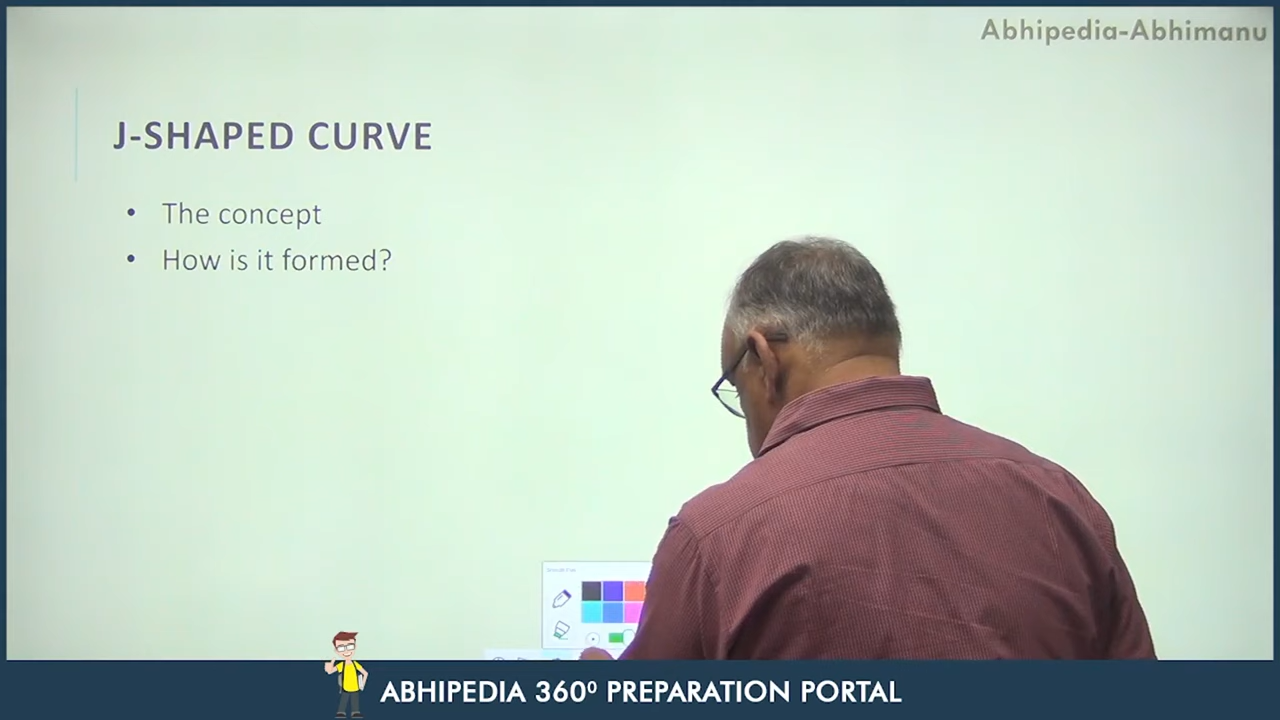 Abhipedia-Abhimanu
J-SHAPED CURVE
• The concept
• How is it formed?
ABHIPEDIA 360⁰ PREPARATION PORTAL